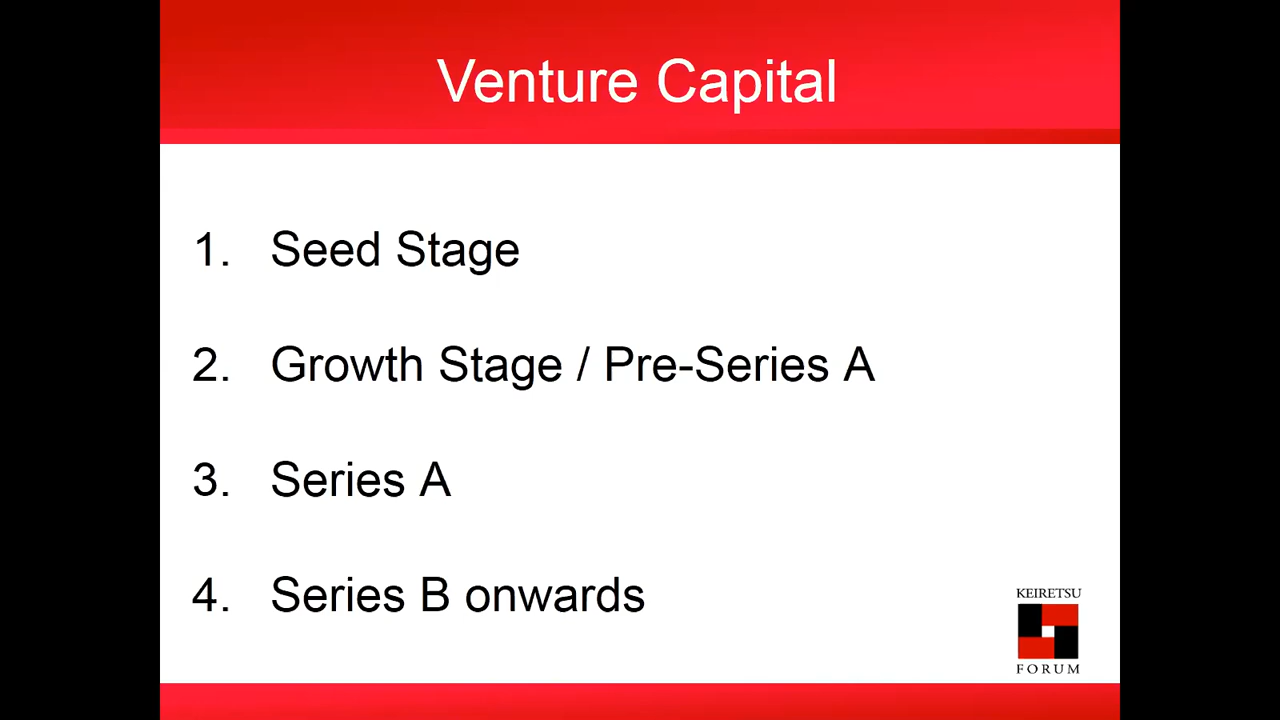 Venture Capital
1. Seed Stage
2. Growth Stage / Pre-Series A
3. Series A
4. Series B onwards
KEIRETSU
FORUM